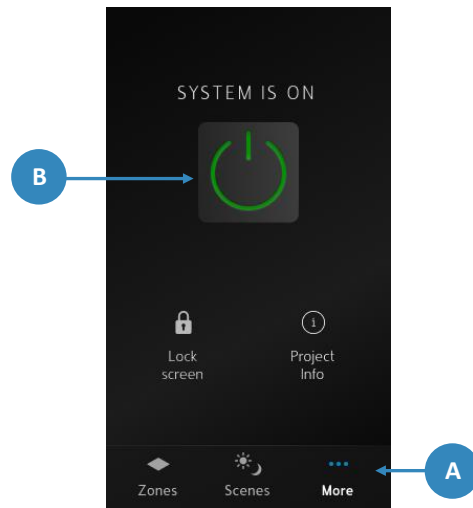 SYSTEM IS ON
B
Lock
screen
Project
Info
A
Zones
Scenes
More